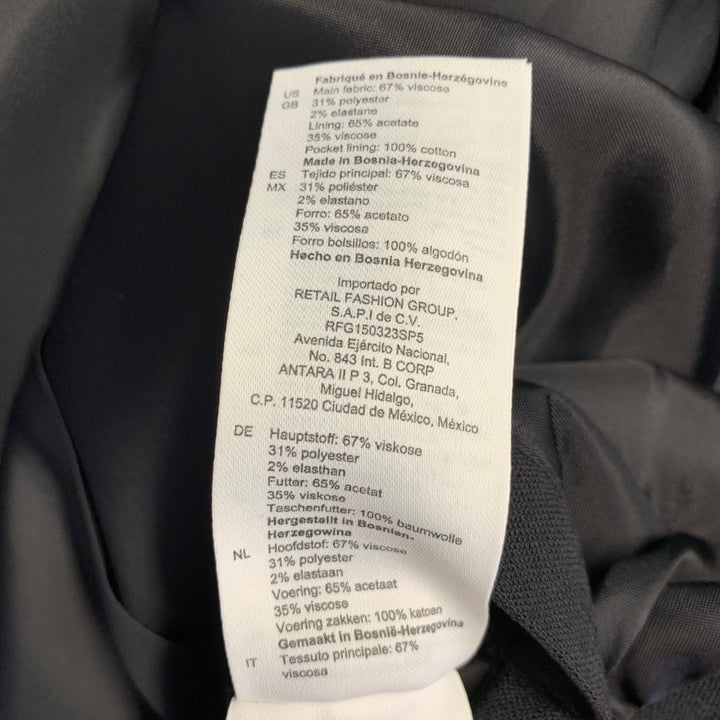 Fabriqué en Bosnie-Herzégovine
US Main fabric: 67% viscose
GB 31% polyester
2% elastane
Lining: 65% acetate
35% viscose
Pocket lining: 100% cotton
Made in Bosnia-Herzegovina
ES Tejido principal: 67% viscosa
MX 31% poliéster
2% elastano
Forro: 65% acetato
35% viscosa
Forro bolsillos: 100% algodón
Hecho en Bosnia Herzegovina
Importado por
RETAIL FASHION GROUP.
S.A.P.I de C.V.
RFG150323SP5
Avenida Ejército Nacional,
No. 843 Int. B CORP
ANTARA II P 3, Col. Granada,
Miguel Hidalgo,
C.P. 11520 Ciudad de México, México
DE Hauptstoff: 67% viskose
31% polyester
2% elasthan
Futter: 65% acetat
35% viskose
Taschenfutter: 100% baumwolle
Hergestellt in Bosnien-
Herzegowina
NL Hoofdstof: 67% viscose
31% polyester
2% elastaan
Voering: 65% acetaat
35% viscose
Voering zakken: 100% katoen
Gemaakt in Bosnië-Herzegovina
IT Tessuto principale: 67%
viscosa